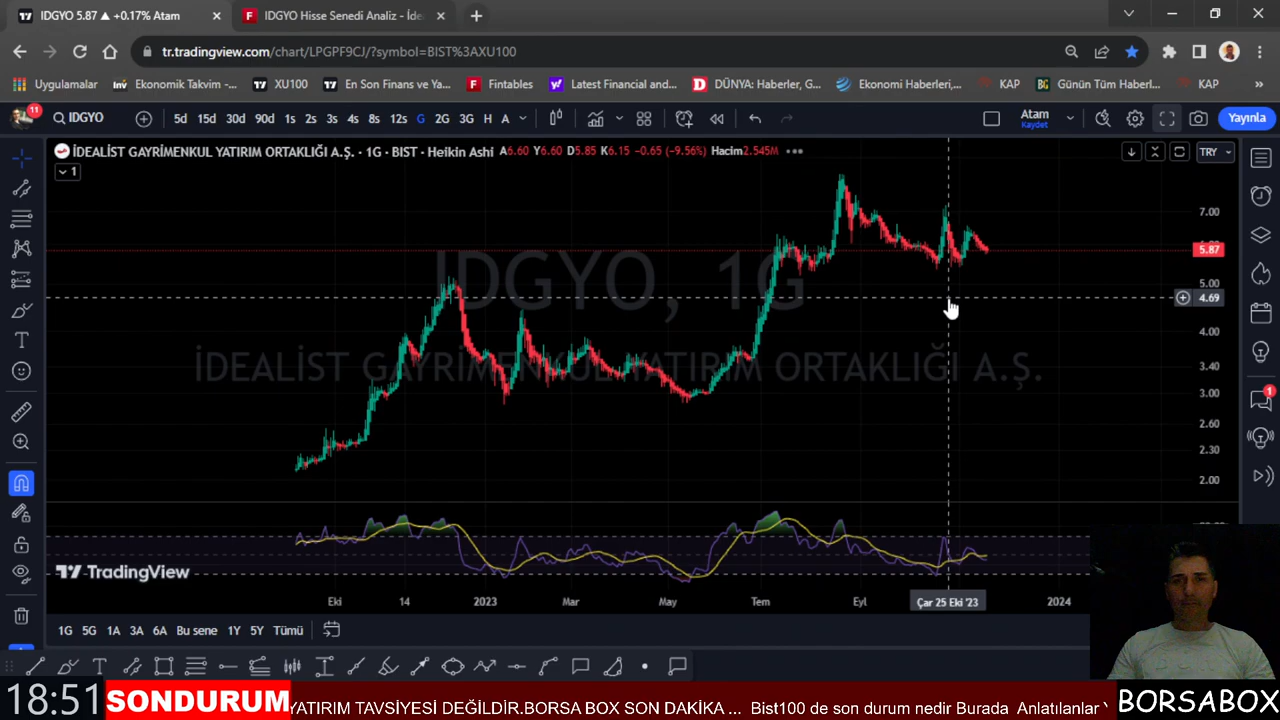 IDGYO 5.87 ▲ +0.17% Atam
IDGYO Hisse Senedi Analiz - İde
tr.tradingview.com/chart/LPGPF9CJ/?symbol=BIST%3AXU100
Uygulamalar
Ekonomik Takvim -...
XU100
En Son Finans ve Ya...
Fintables
Latest Financial and...
DÜNYA: Haberler, G...
Ekonomi Haberleri,...
KAP
Günün Tüm Haberl...
KAP
11
IDGYO
5d 15d 30d 90d 1s 2s 3s 4s 8s 12s G 2G 3G H A
Atam
Kaydet
Yayınla
İDEALİST GAYRİMENKUL YATIRIM ORTAKLIĞI A.Ş. · 1G · BIST · Heikin Ashi A6.60 Y6.60 D5.85 K6.15 -0.65 (-9.56%) Hacim2.545M
TRY
1
7.00
5.87
5.00
4.69
4.00
3.40
3.00
2.60
2.30
2.00
IDGYO, 1G
İDEALİST GAYRİMENKUL YATIRIM ORTAKLIĞI A.Ş.
1
TradingView
Eki 14 2023 Mar May Tem Eyl Çar 25 Eki '23 2024
1G 5G 1A 3A 6A Bu sene 1Y 5Y Tümü
18:51 SONDURUM YATIRIM TAVSİYESİ DEĞİLDİR.BORSA BOX SON DAKİKA ... Bist100 de son durum nedir Burada Anlatılanlar
BORSABOX